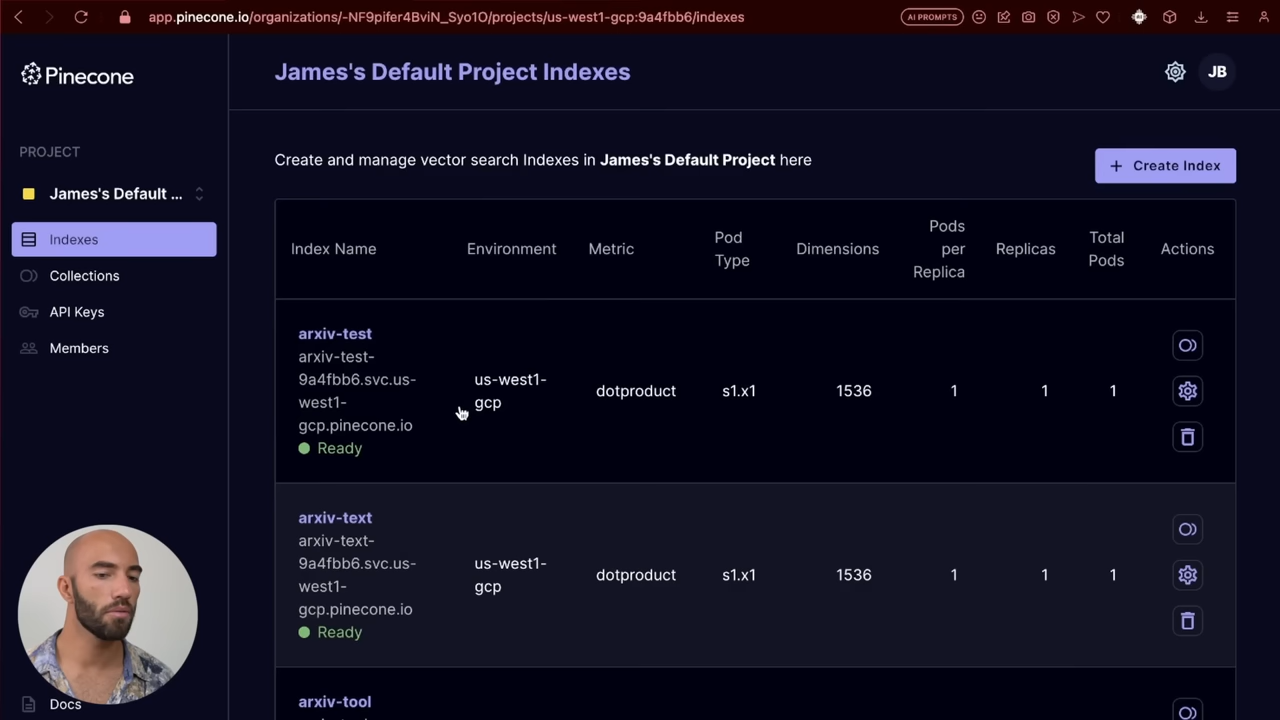 app.pinecone.io/organizations/-NF9pifer4BviN_Syo1O/projects/us-west1-gcp:9a4fbb6/indexes
AI PROMPTS
Pinecone
James's Default Project Indexes
JB
PROJECT
James's Default ...
Indexes
Collections
API Keys
Members
Docs
Create and manage vector search Indexes in James's Default Project here
+ Create Index
Index Name
Environment
Metric
Pod
Type
Dimensions
Pods
per
Replica
Replicas
Total
Pods
Actions
arxiv-test
arxiv-test-
9a4fbb6.svc.us-
west1-
gcp.pinecone.io
Ready
us-west1-
gcp
dotproduct
s1.x1
1536
1
1
1
arxiv-text
arxiv-text-
9a4fbb6.svc.us-
west1-
gcp.pinecone.io
Ready
us-west1-
gcp
dotproduct
s1.x1
1536
1
1
1
arxiv-tool